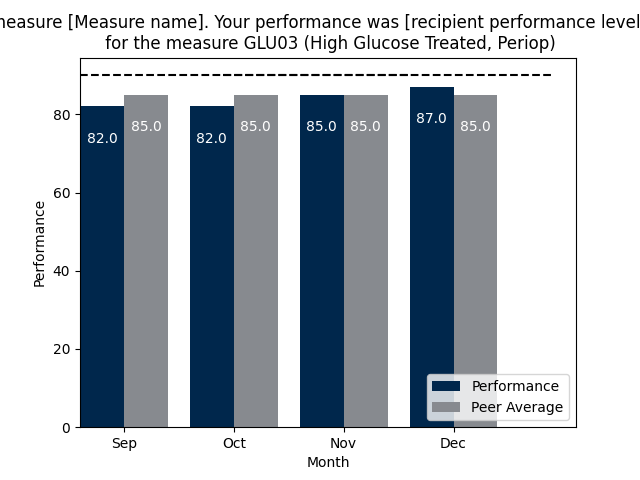 measure [Measure name]. Your performance was [recipient performance level
for the measure GLU03 (High Glucose Treated, Periop)
Performance
80
60
40
20
0
82.0
85.0
82.0
85.0
85.0
85.0
87.0
85.0
Performance
Peer Average
Sep
Oct
Nov
Dec
Month